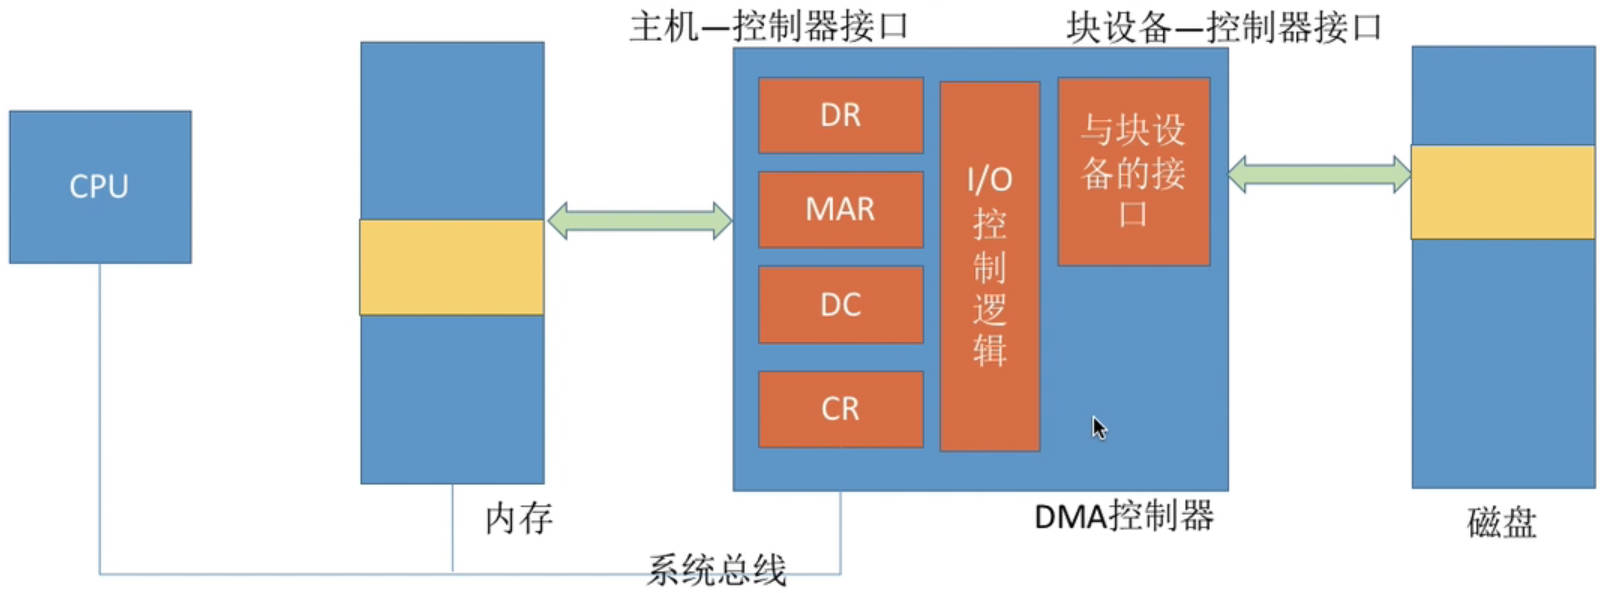 主机—控制器接口
块设备—控制器接口
CPU
DR
MAR
DC
CR
I/O
控
制
逻
辑
与块设
备的接
口
内存
DMA控制器
磁盘
系统总线